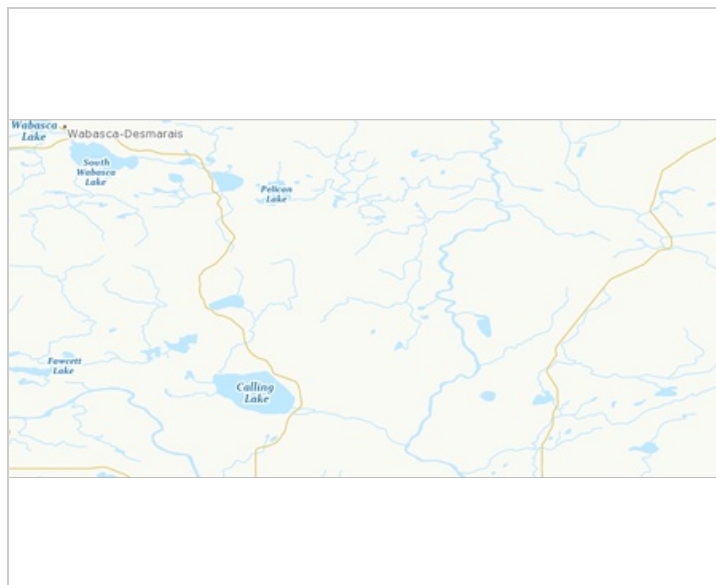 Wabasca
Lake
Wabasca-Desmarais
South
Wabasca
Lake
Pelican
Lake
Fawcett
Lake
Calling
Lake